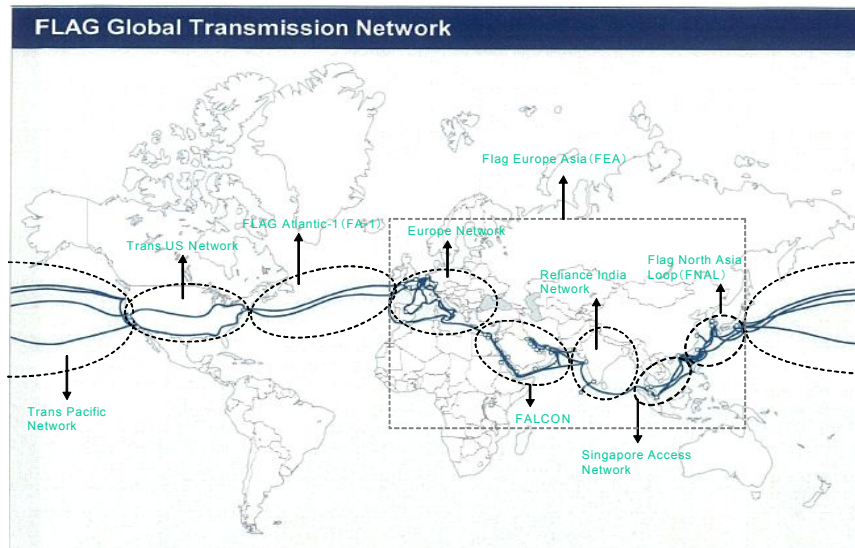 FLAG Global Transmission Network
Flag Europe Asia(FEA)
FLAG Atlantic-1(FA-1)
Europe Network
Trans US Network
Reliance India
Network
Flag North Asia
Loop(FNAL)
Trans Pacific
Network
FALCON
Singapore Access
Network